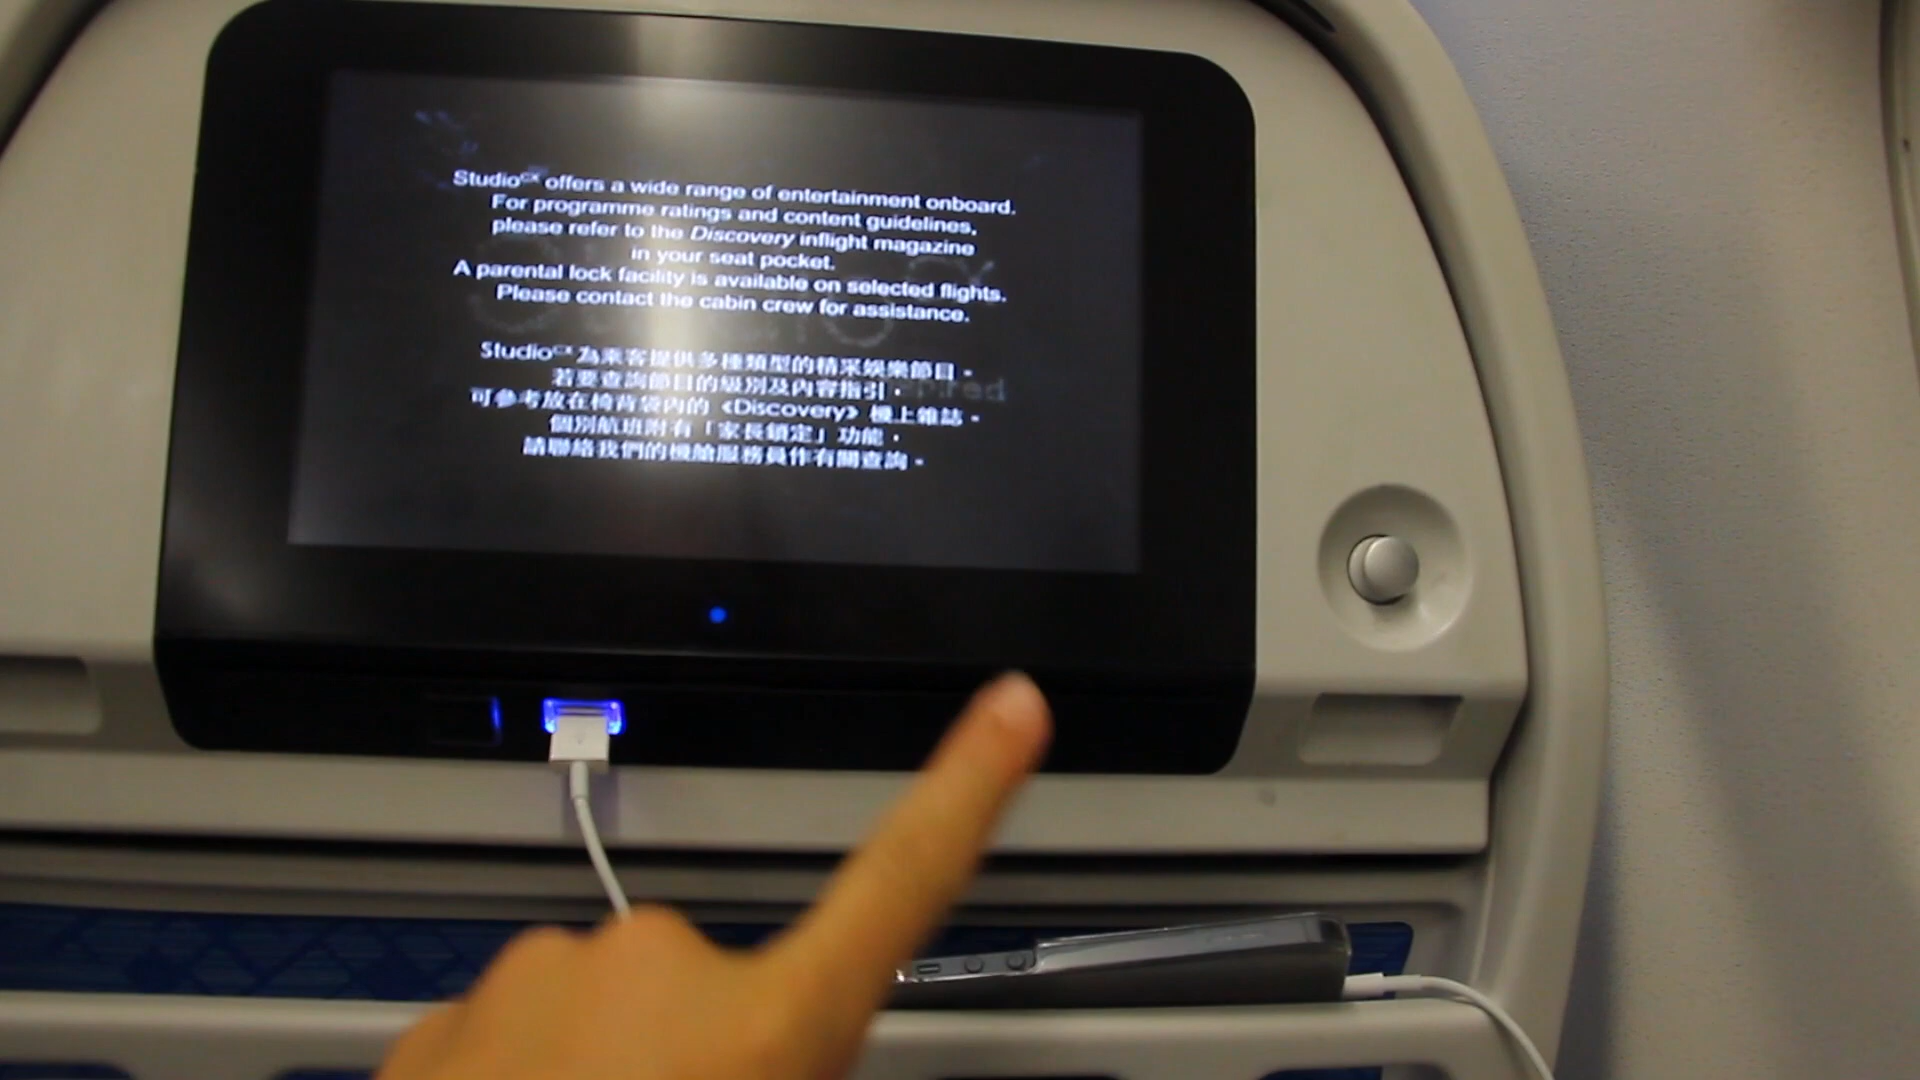 Studioᶜˣ offers a wide range of entertainment onboard.
For programme ratings and content guidelines,
please refer to the Discovery inflight magazine
in your seat pocket.
A parental lock facility is available on selected flights.
Please contact the cabin crew for assistance.
Studioᶜˣ 為乘客提供多種類型的精采娛樂節目。
若要查詢節目的級別及內容指引，
可參考放在椅背袋內的《Discovery》機上雜誌。
個別航班附有「家長鎖定」功能，
請聯絡我們的機艙服務員作有關查詢。